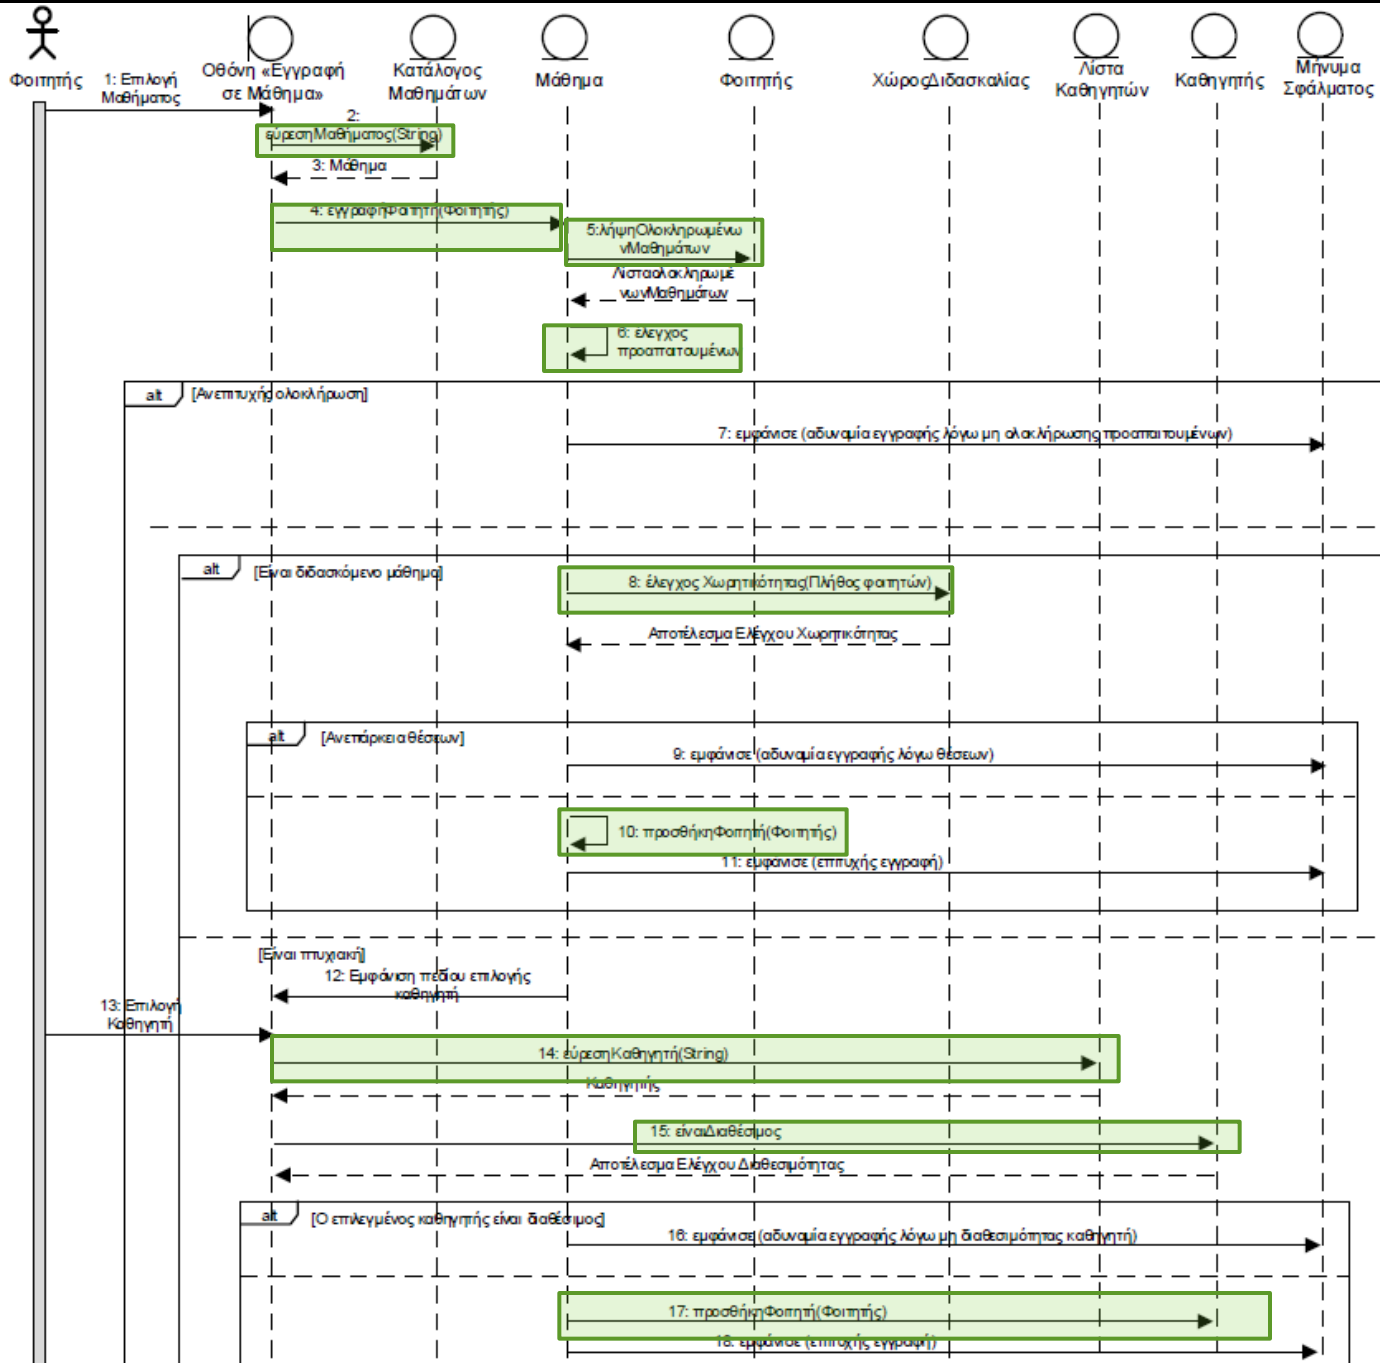 Φοιτητής
1: Επιλογή
Μαθήματος
Οθόνη «Εγγραφή
σε Μάθημα»
Κατάλογος
Μαθημάτων
Μάθημα
Φοιτητής
ΧώροςΔιδασκαλίας
Λίστα
Καθηγητών
Καθηγητής
Μήνυμα
Σφάλματος
2:
εύρεσηΜαθήματος(String)
3: Μάθημα
4: εγγραφήΦοιτητή(Φοιτητής)
5:λήψηΟλοκληρωμένω
νΜαθημάτων
Λίσταολοκληρωμέ
νωνΜαθημάτων
6: έλεγχος
προαπαιτουμένων
alt
[Ανεπιτυχής ολοκλήρωση]
7: εμφάνισε (αδυναμία εγγραφής λόγω μη ολοκλήρωσης προαπαιτουμένων)
alt
[Είναι διδασκόμενο μάθημα]
8: έλεγχος Χωρητικότητας(Πλήθος φοιτητών)
Αποτέλεσμα Ελέγχου Χωρητικότητας
alt
[Ανεπάρκεια θέσεων]
9: εμφάνισε (αδυναμία εγγραφής λόγω θέσεων)
10: προσθήκηΦοιτητή(Φοιτητής)
11: εμφάνισε (επιτυχής εγγραφή)
[Είναι πτυχιακή]
12: Εμφάνιση πεδίου επιλογής
καθηγητή
13: Επιλογή
Καθηγητή
14: εύρεσηΚαθηγητή(String)
Καθηγητής
15: είναιΔιαθέσιμος
Αποτέλεσμα Ελέγχου Διαθεσιμότητας
alt
[Ο επιλεγμένος καθηγητής είναι διαθέσιμος]
16: εμφάνισε (αδυναμία εγγραφής λόγω μη διαθεσιμότητας καθηγητή)
17: προσθήκηΦοιτητή(Φοιτητής)
18: εμφάνισε (επιτυχής εγγραφή)